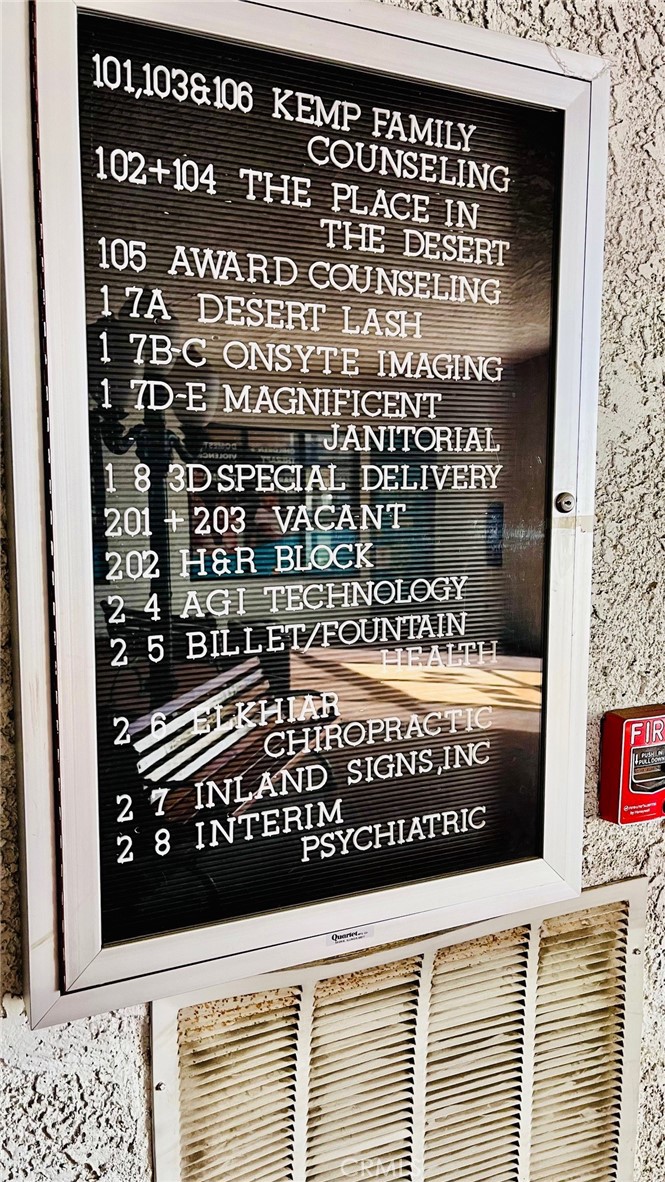 101,103&106 KEMP FAMILY
COUNSELING
102+104 THE PLACE IN
THE DESERT
105 AWARD COUNSELING
1 7A DESERT LASH
1 7B-C ONSYTE IMAGING
1 7D-E MAGNIFICENT
JANITORIAL
1 8 3D SPECIAL DELIVERY
201 + 203 VACANT
202 H&R BLOCK
2 4 AGI TECHNOLOGY
2 5 BILLET/FOUNTAIN
HEALTH
2 6 ELKHIAR
CHIROPRACTIC
2 7 INLAND SIGNS,INC
2 8 INTERIM
PSYCHIATRIC
Quartet
FIR
PUSH IN
PULL DOWN
CRMLS